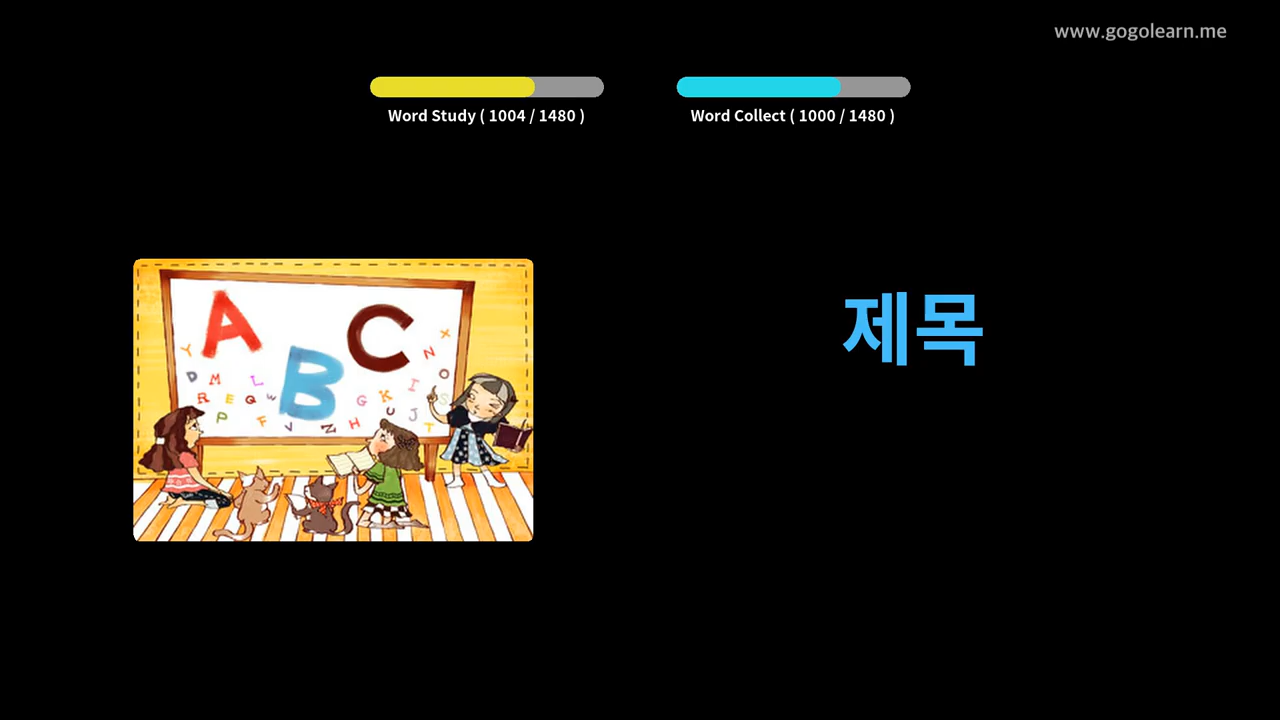 www.gogolearn.me
Word Study ( 1004 / 1480 )
Word Collect ( 1000 / 1480 )
A
B
C
Y
X
N
D M L O
R E Q W G K I S
P F V Z H U J T
제목